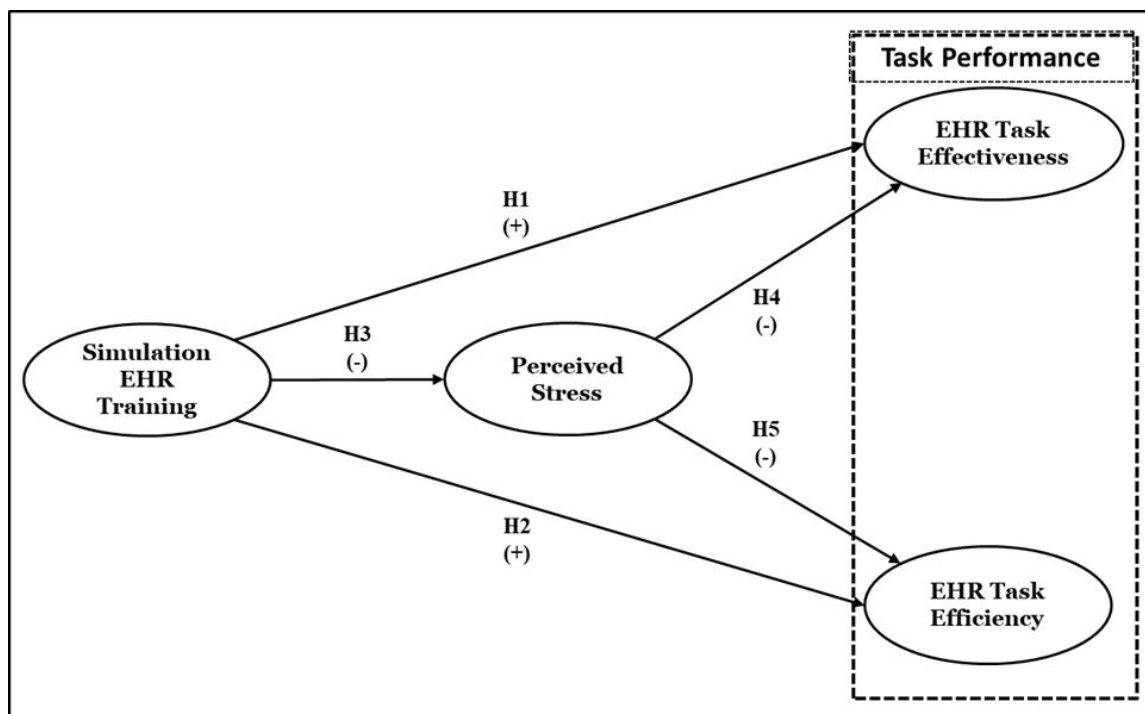 Task Performance
EHR Task
Effectiveness
H1
(+)
H4
(-)
H3
(-)
Simulation
EHR
Training
Perceived
Stress
H5
(-)
H2
(+)
EHR Task
Efficiency